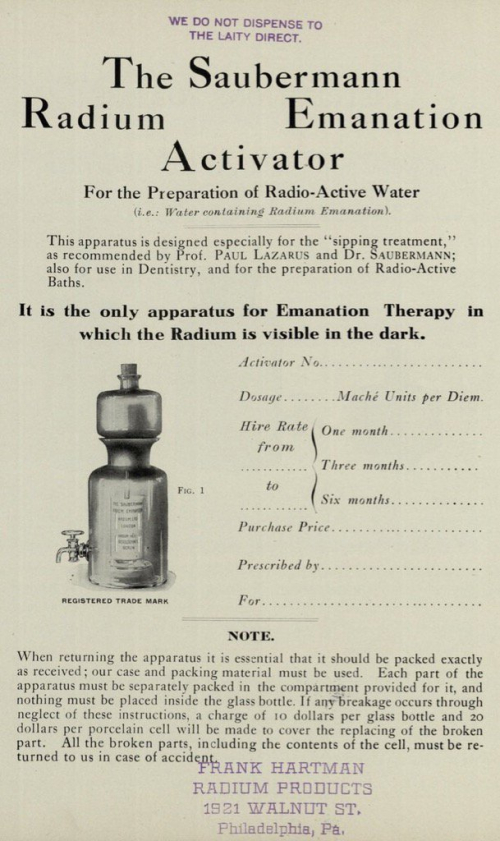 WE DO NOT DISPENSE TO
THE LAITY DIRECT.
The Saubermann
Radium Emanation
Activator
For the Preparation of Radio-Active Water
(i.e.: Water containing Radium Emanation).
This apparatus is designed especially for the "sipping treatment,"
as recommended by Prof. PAUL LAZARUS and Dr. SAUBERMANN;
also for use in Dentistry, and for the preparation of Radio-Active
Baths.
It is the only apparatus for Emanation Therapy in
which the Radium is visible in the dark.
Activator No.
Dosage........Maché Units per Diem.
Hire Rate
from
to
One month
Three months
Six months
Purchase Price
Prescribed by
For
FIG. 1
REGISTERED TRADE MARK
NOTE.
When returning the apparatus it is essential that it should be packed exactly
as received; our case and packing material must be used. Each part of the
apparatus must be separately packed in the compartment provided for it, and
nothing must be placed inside the glass bottle. If any breakage occurs through
neglect of these instructions, a charge of 10 dollars per glass bottle and 20
dollars per porcelain cell will be made to cover the replacing of the broken
part. All the broken parts, including the contents of the cell, must be re-
turned to us in case of accident.
FRANK HARTMAN
RADIUM PRODUCTS
1921 WALNUT ST.
Philadelphia, Pa.